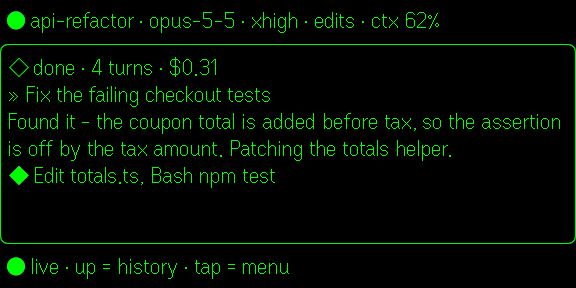 ● api-refactor · opus-5-5 · xhigh · edits · ctx 62%
◇ done · 4 turns · $0.31
» Fix the failing checkout tests
Found it - the coupon total is added before tax, so the assertion
is off by the tax amount. Patching the totals helper.
◆ Edit totals.ts, Bash npm test
● live · up = history · tap = menu